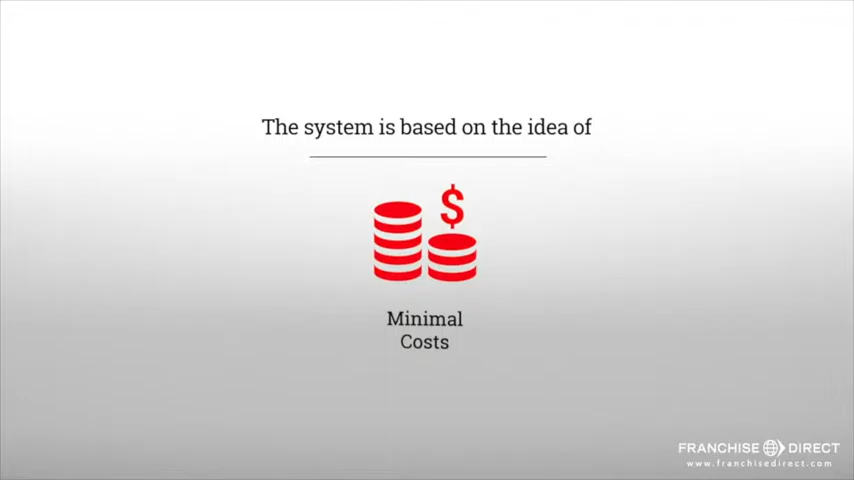 The system is based on the idea of
$
Minimal
Costs
FRANCHISE DIRECT
www.franchisedirect.com